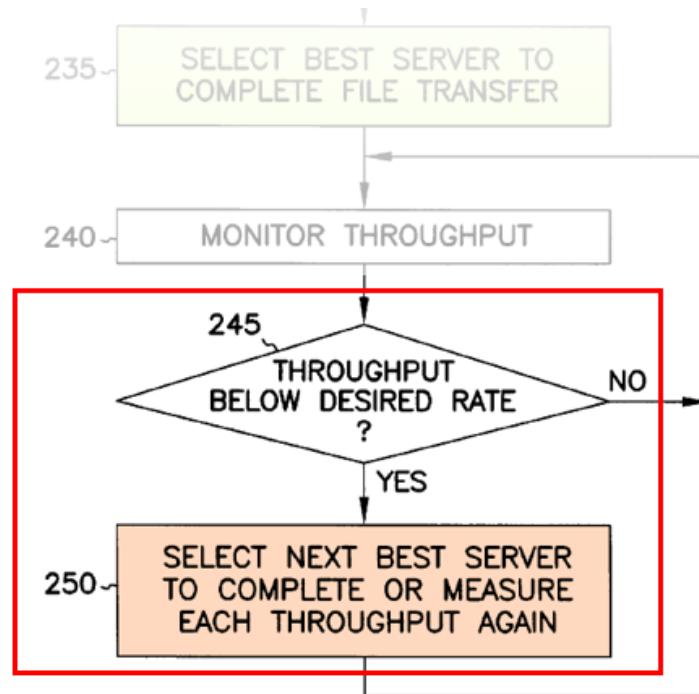 235
SELECT BEST SERVER TO
COMPLETE FILE TRANSFER
240
MONITOR THROUGHPUT
245
THROUGHPUT
BELOW DESIRED RATE
?
NO
YES
250
SELECT NEXT BEST SERVER
TO COMPLETE OR MEASURE
EACH THROUGHPUT AGAIN